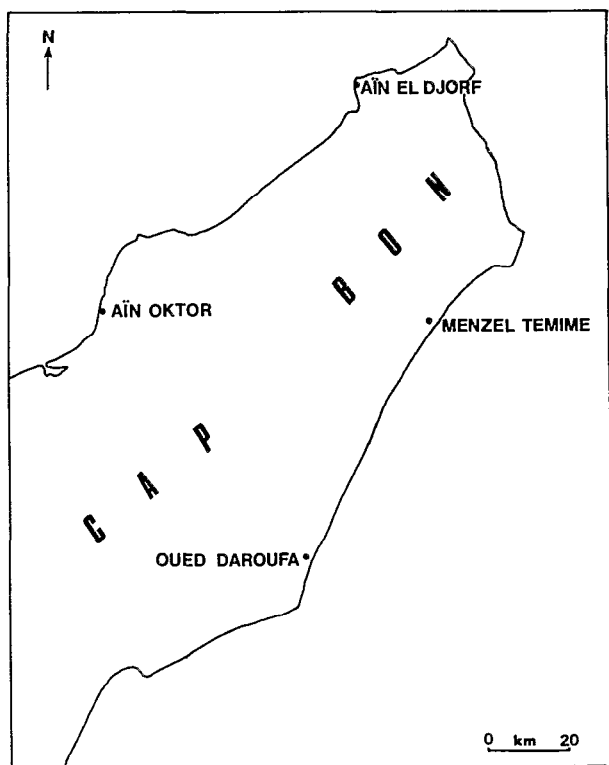 N
AÏN EL DJORF
AÏN OKTOR
MENZEL TEMIME
CAP BON
OUED DAROUFA
0 km 20